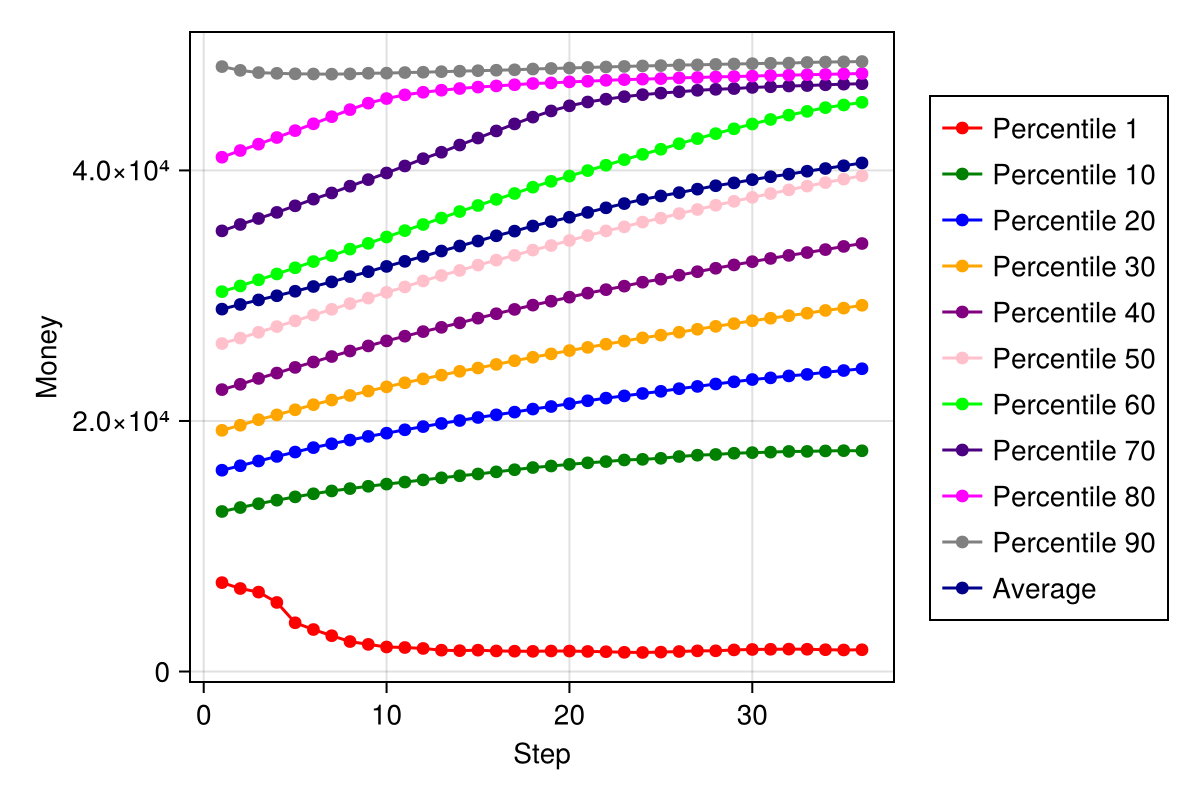 Money
4.0×10⁴
2.0×10⁴
0
0 10 20 30
Step
Percentile 1
Percentile 10
Percentile 20
Percentile 30
Percentile 40
Percentile 50
Percentile 60
Percentile 70
Percentile 80
Percentile 90
Average